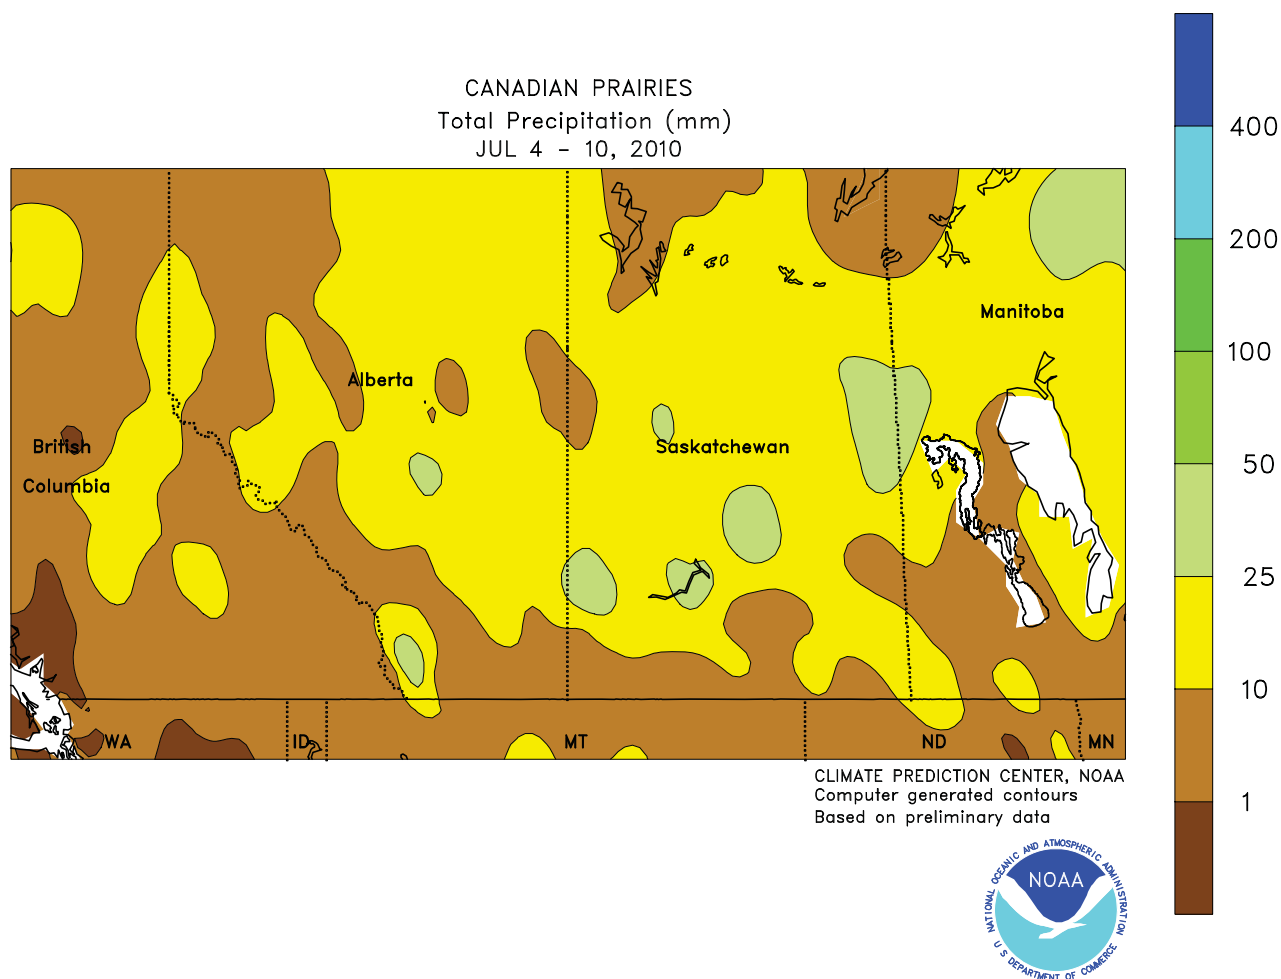 CANADIAN PRAIRIES
Total Precipitation (mm)
JUL 4 - 10, 2010
400
200
100
50
25
10
1
Manitoba
Alberta
British
Columbia
Saskatchewan
WA
ID
MT
ND
MN
CLIMATE PREDICTION CENTER, NOAA
Computer generated contours
Based on preliminary data
NATIONAL OCEANIC AND ATMOSPHERIC ADMINISTRATION
NOAA
U S DEPARTMENT OF COMMERCE